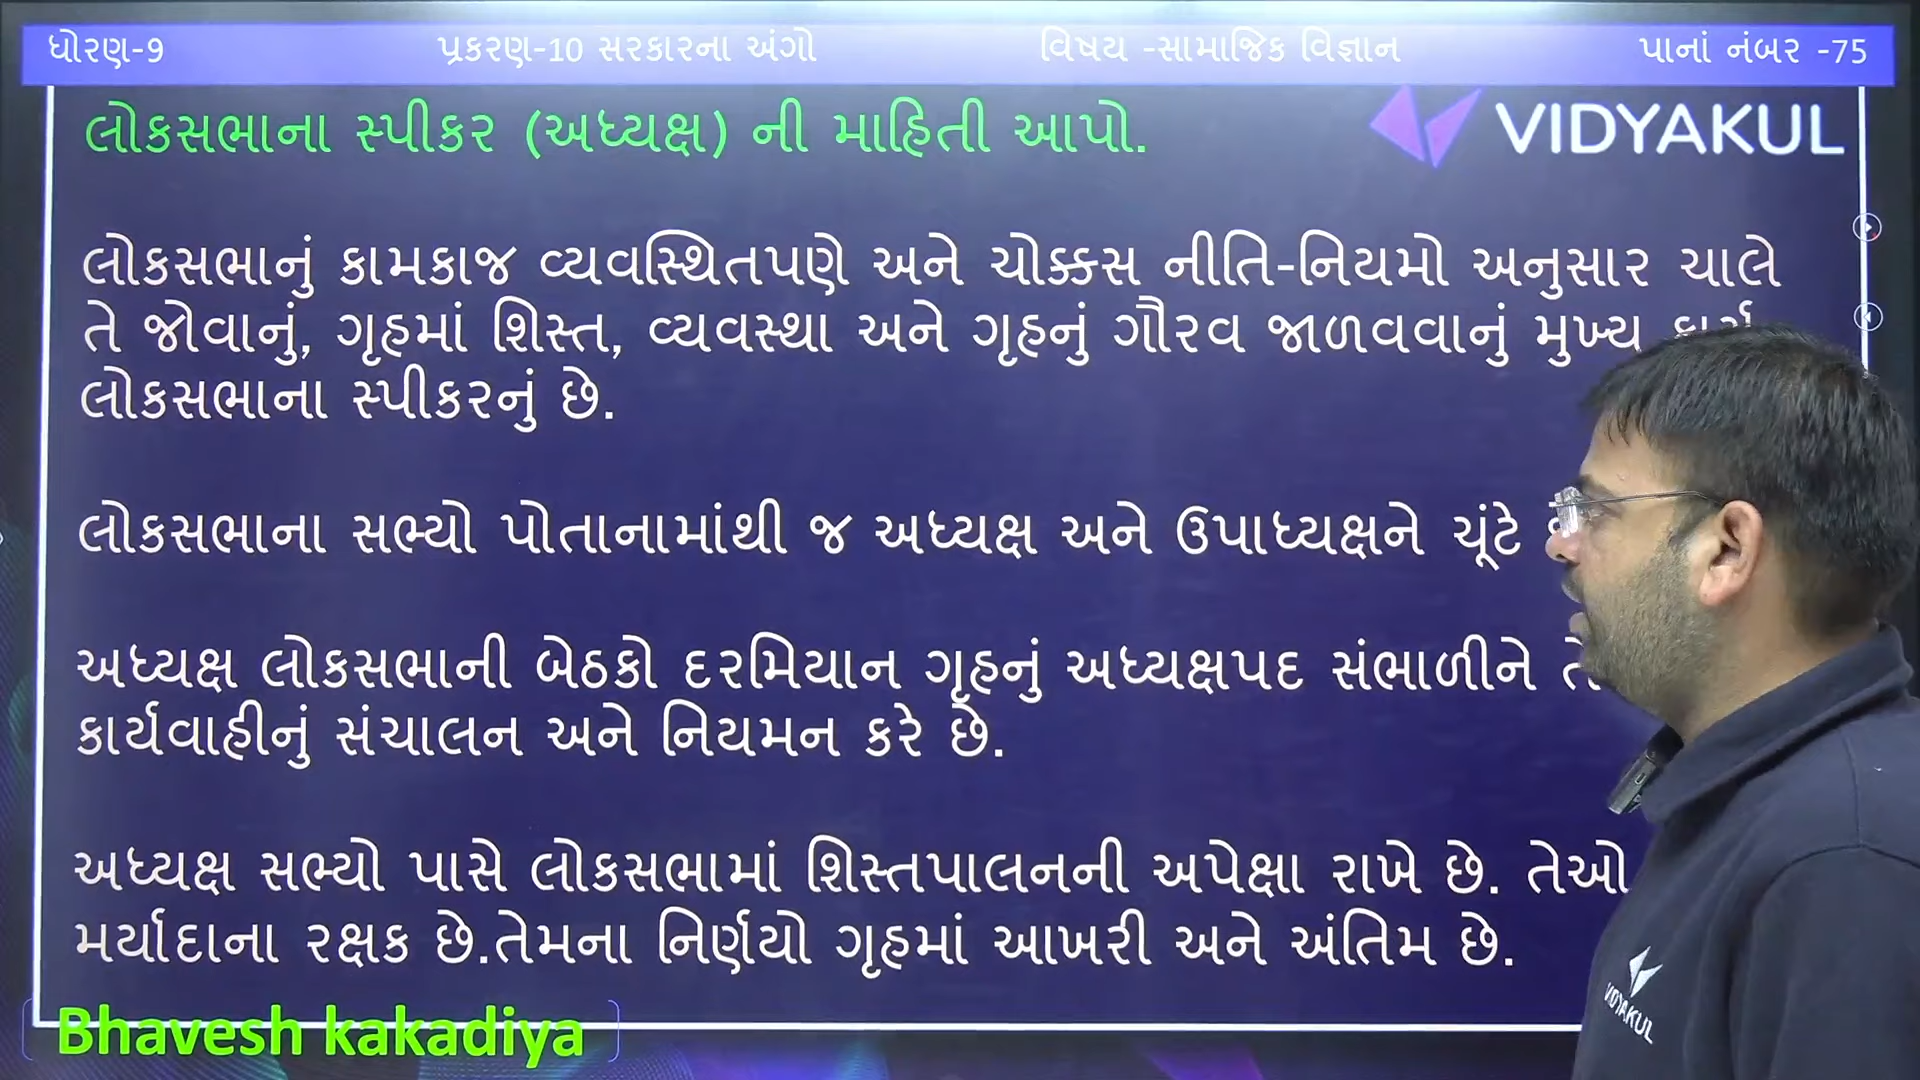 ધોરણ-9 પ્રકરણ-10 સરકારના અંગો વિષય -સામાજિક વિજ્ઞાન પાનાં નંબર -75
લોકસભાના સ્પીકર (અધ્યક્ષ) ની માહિતી આપો.
VIDYAKUL
લોકસભાનું કામકાજ વ્યવસ્થિતપણે અને ચોક્કસ નીતિ-નિયમો અનુસાર ચાલે
તે જોવાનું, ગૃહમાં શિસ્ત, વ્યવસ્થા અને ગૃહનું ગૌરવ જાળવવાનું મુખ્ય
લોકસભાના સ્પીકરનું છે.
લોકસભાના સભ્યો પોતાનામાંથી જ અધ્યક્ષ અને ઉપાધ્યક્ષને ચૂંટે
અધ્યક્ષ લોકસભાની બેઠકો દરમિયાન ગૃહનું અધ્યક્ષપદ સંભાળીને
કાર્યવાહીનું સંચાલન અને નિયમન કરે છે.
અધ્યક્ષ સભ્યો પાસે લોકસભામાં શિસ્તપાલનની અપેક્ષા રાખે છે. તેઓ
મર્યાદાના રક્ષક છે.તેમના નિર્ણયો ગૃહમાં આખરી અને અંતિમ છે.
VIDYAKUL
Bhavesh kakadiya